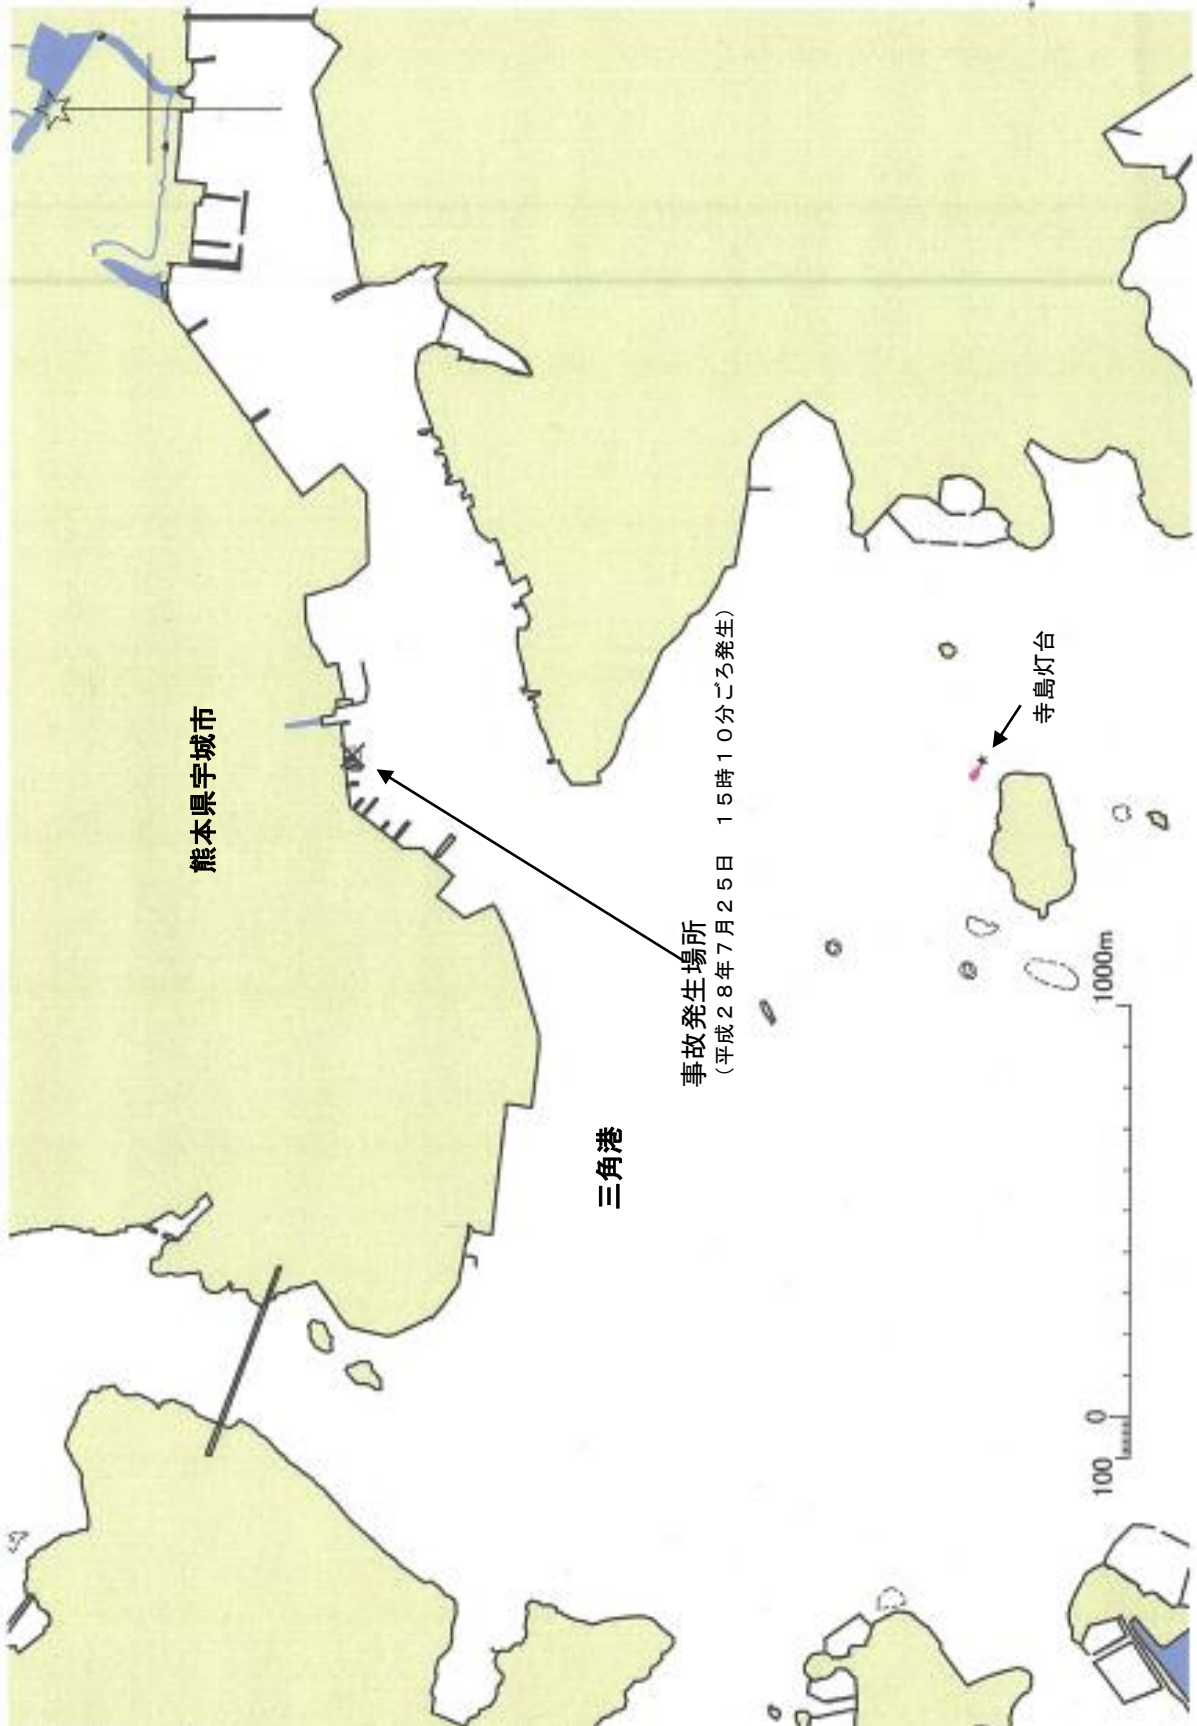 熊本県宇城市
事故発生場所
（平成２８年７月２５日　１５時１０分ごろ発生）
三角港
寺島灯台
100 0 1000m